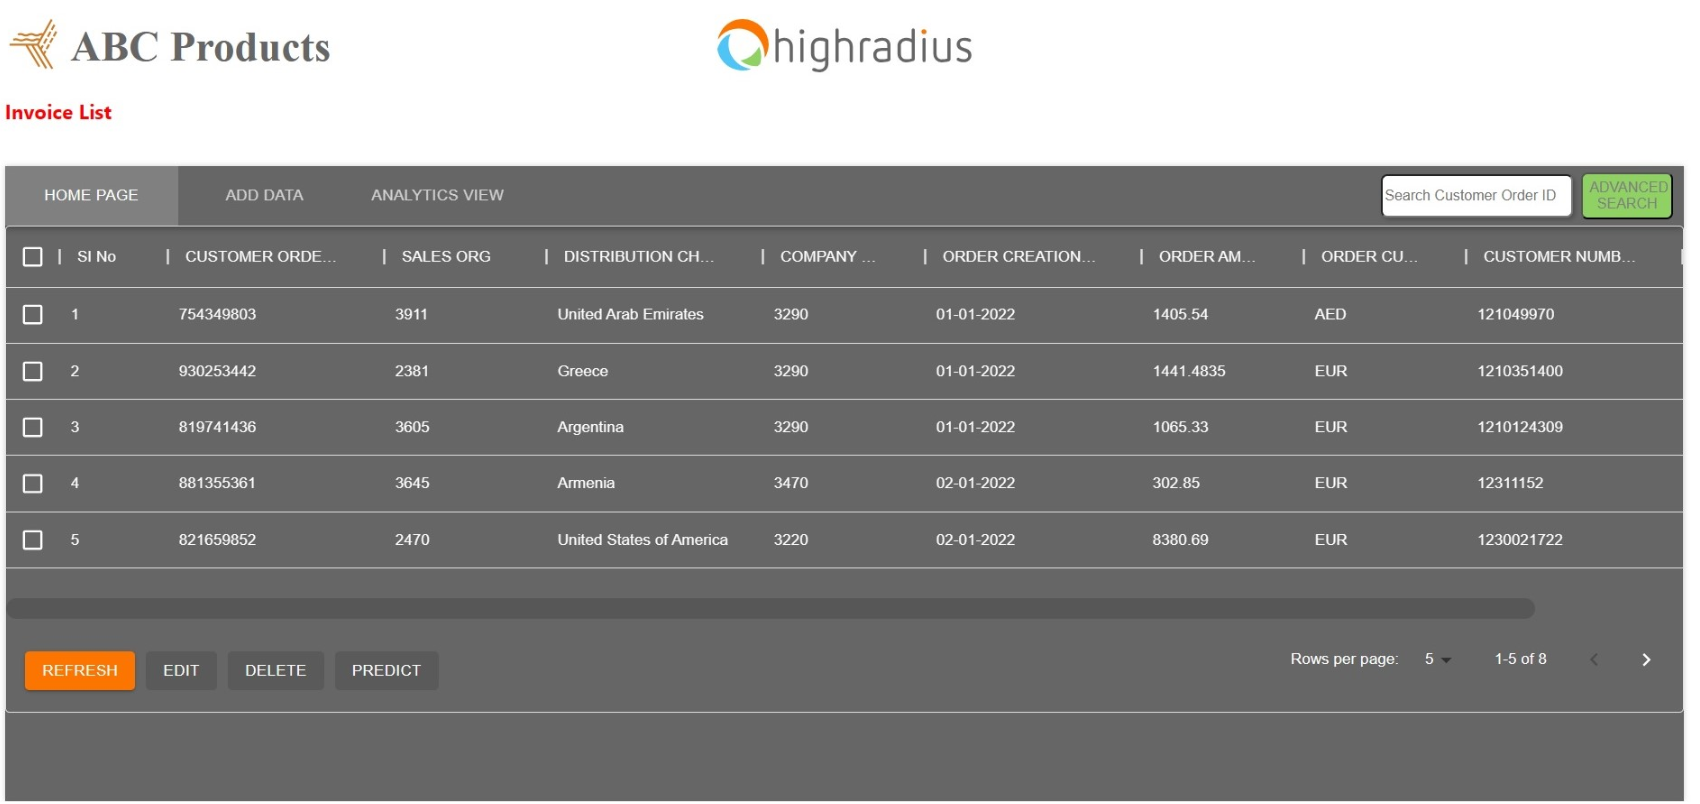 ABC Products
highradius
Invoice List
HOME PAGE ADD DATA ANALYTICS VIEW Search Customer Order ID ADVANCED SEARCH
Sl No CUSTOMER ORDE... SALES ORG DISTRIBUTION CH... COMPANY ... ORDER CREATION... ORDER AM... ORDER CU... CUSTOMER NUMB...
1 754349803 3911 United Arab Emirates 3290 01-01-2022 1405.54 AED 121049970
2 930253442 2381 Greece 3290 01-01-2022 1441.4835 EUR 1210351400
3 819741436 3605 Argentina 3290 01-01-2022 1065.33 EUR 1210124309
4 881355361 3645 Armenia 3470 02-01-2022 302.85 EUR 12311152
5 821659852 2470 United States of America 3220 02-01-2022 8380.69 EUR 1230021722
REFRESH EDIT DELETE PREDICT Rows per page: 5 1-5 of 8